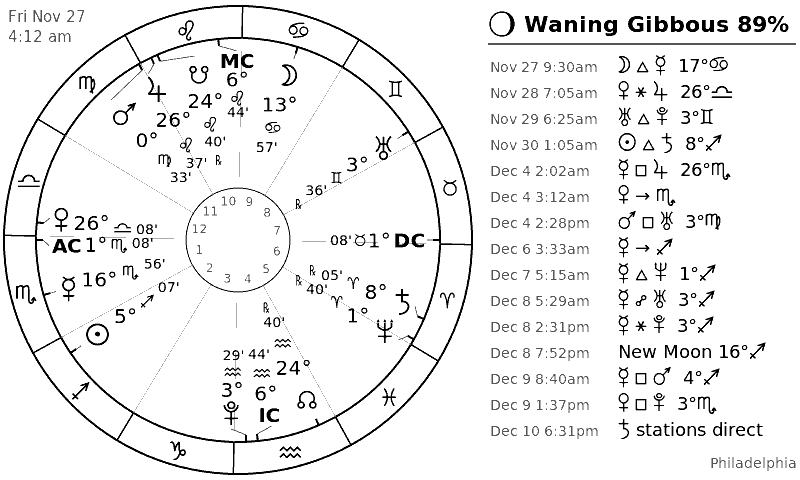 Fri Nov 27
4:12 am
Waning Gibbous 89%
Nov 27 9:30am ☽ △ ☿ 17°♋
Nov 28 7:05am ♀ ⚹ ♃ 26°♎
Nov 29 6:25am ♅ △ ♇ 3°♊
Nov 30 1:05am ☉ △ ♄ 8°♐
Dec 4 2:02am ☿ □ ♃ 26°♏
Dec 4 3:12am ♀ → ♏
Dec 4 2:28pm ♂ □ ♅ 3°♍
Dec 6 3:33am ☿ → ♐
Dec 7 5:15am ☿ △ ♆ 1°♐
Dec 8 5:29am ☿ ☍ ♅ 3°♐
Dec 8 2:31pm ☿ ⚹ ♇ 3°♐
Dec 8 7:52pm New Moon 16°♐
Dec 9 8:40am ☿ □ ♂ 4°♐
Dec 9 1:37pm ♀ □ ♇ 3°♏
Dec 10 6:31pm ♄ stations direct
Philadelphia
MC 6° ♌ 44'
☽ 13° ♋ 57'
☋ 24° ♌ 40' ℞
♃ 26° ♌ 37'
♂ 0° ♍ 33'
♅ 3° ♊ 36' ℞
♀ 26° ♎ 08'
AC 1° ♏ 08'
08' ♉ 1° DC
☿ 16° ♏ 56'
☉ 5° ♐ 07'
℞ 05' ♈ 8° ♄
℞ 40' ♈ 1° ♆
℞ 40' ♒ 24° ☊
29' ♒ 3° ♇
44' ♒ 6° IC
10 9
11 8
12 7
1 6
2 5
3 4
♌ ♋ ♊ ♉ ♈ ♓ ♒ ♑ ♐ ♏ ♎ ♍